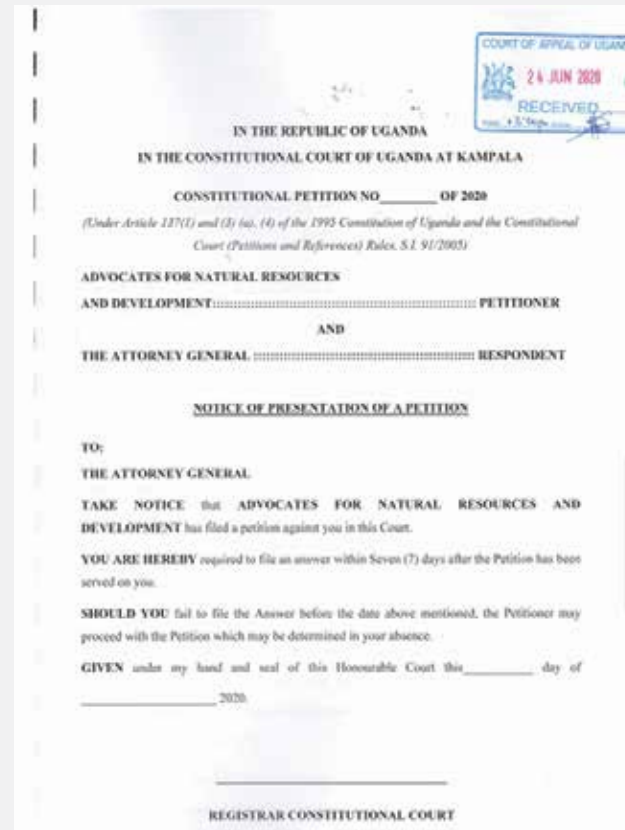 COURT OF APPEAL OF UGAN
24 JUN 2020
RECEIVED
IN THE REPUBLIC OF UGANDA
IN THE CONSTITUTIONAL COURT OF UGANDA AT KAMPALA
CONSTITUTIONAL PETITION NO________ OF 2020
(Under Article 137(1) and (3) (a), (4) of the 1995 Constitution of Uganda and the Constitutional
Court (Petitions and References) Rules, S.I. 91/2005)
ADVOCATES FOR NATURAL RESOURCES
AND DEVELOPMENT:::::::::::::::::::::::::::::::::::::::::::::::::::::::::::: PETITIONER
AND
THE ATTORNEY GENERAL :::::::::::::::::::::::::::::::::::::::::::::::::: RESPONDENT
NOTICE OF PRESENTATION OF A PETITION
TO:
THE ATTORNEY GENERAL
TAKE NOTICE that ADVOCATES FOR NATURAL RESOURCES AND
DEVELOPMENT has filed a petition against you in this Court.
YOU ARE HEREBY required to file an answer within Seven (7) days after the Petition has been
served on you.
SHOULD YOU fail to file the Answer before the date above mentioned, the Petitioner may
proceed with the Petition which may be determined in your absence.
GIVEN under my hand and seal of this Honourable Court this__________ day of
____________________ 2020.
REGISTRAR CONSTITUTIONAL COURT